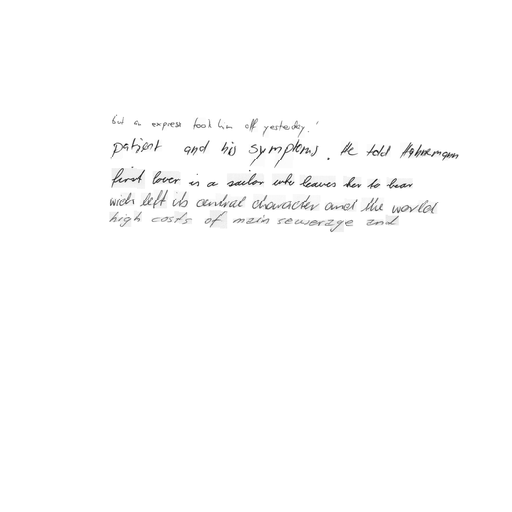 but an express took him off yesterday.'
patient and his symptoms. He told Hahnemann
first lover is a sailor who leaves her to bear
wich left its central character and the world
high costs of main sewerage and